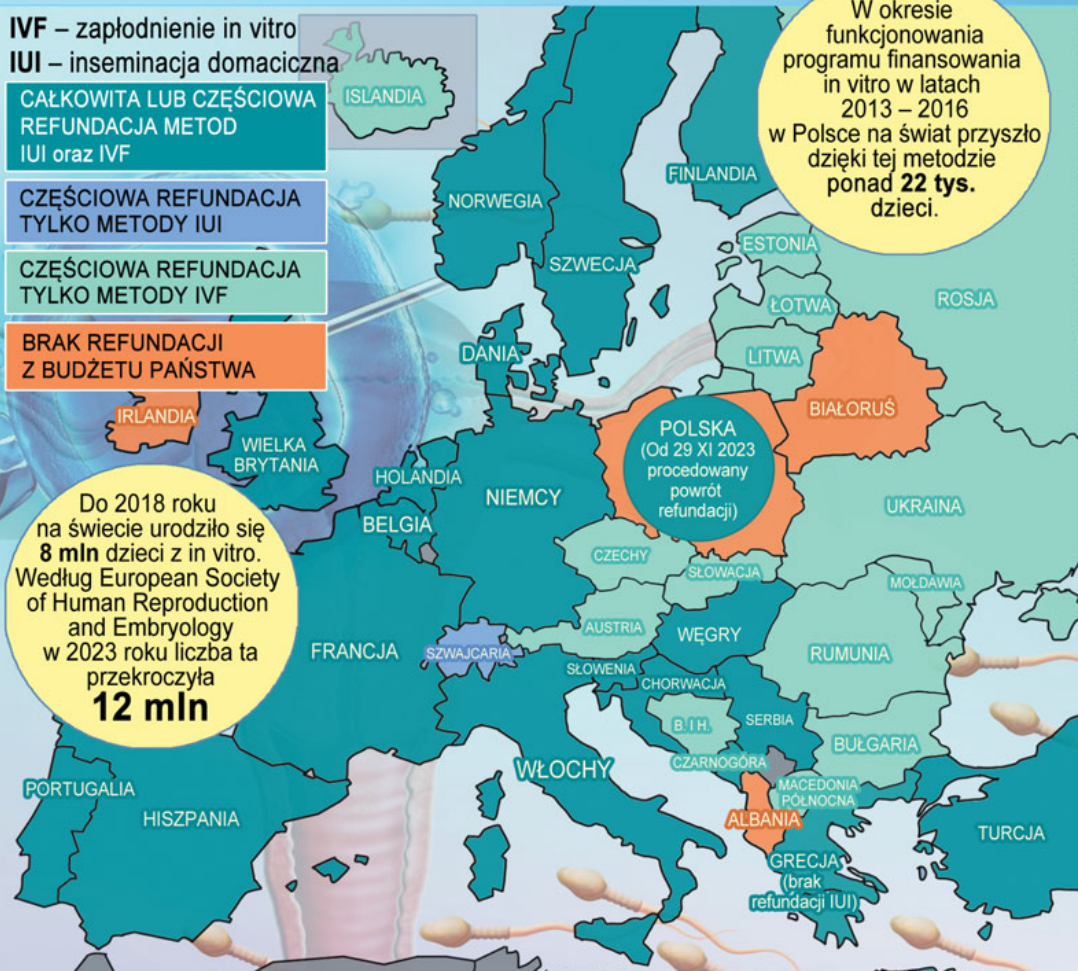 IVF – zapłodnienie in vitro
IUI – inseminacja domaciczna
CAŁKOWITA LUB CZĘŚCIOWA
REFUNDACJA METOD
IUI oraz IVF
CZĘŚCIOWA REFUNDACJA
TYLKO METODY IUI
CZĘŚCIOWA REFUNDACJA
TYLKO METODY IVF
BRAK REFUNDACJI
Z BUDŻETU PAŃSTWA
W okresie
funkcjonowania
programu finansowania
in vitro w latach
2013 – 2016
w Polsce na świat przyszło
dzięki tej metodzie
ponad 22 tys.
dzieci.
ISLANDIA
NORWEGIA
FINLANDIA
SZWECJA
ESTONIA
ŁOTWA
ROSJA
LITWA
DANIA
IRLANDIA
BIAŁORUŚ
WIELKA
BRYTANIA
POLSKA
(Od 29 XI 2023
procedowany
powrót
refundacji)
HOLANDIA
NIEMCY
BELGIA
UKRAINA
Do 2018 roku
na świecie urodziło się
8 mln dzieci z in vitro.
Według European Society
of Human Reproduction
and Embryology
w 2023 roku liczba ta
przekroczyła
12 mln
CZECHY
SŁOWACJA
MOŁDAWIA
AUSTRIA
WĘGRY
FRANCJA
SZWAJCARIA
RUMUNIA
SŁOWENIA
CHORWACJA
B. I H.
SERBIA
BUŁGARIA
CZARNOGÓRA
WŁOCHY
MACEDONIA
PÓŁNOCNA
PORTUGALIA
HISZPANIA
ALBANIA
TURCJA
GRECJA
(brak
refundacji IUI)